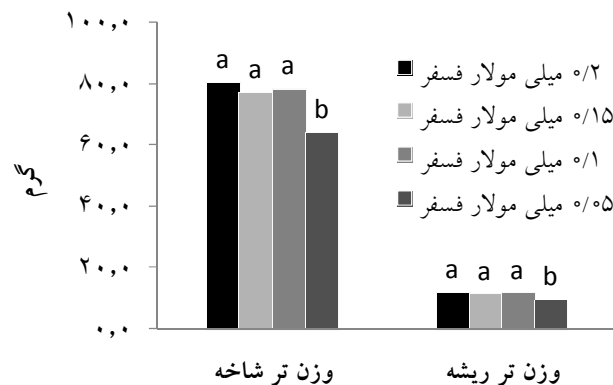 ۱۰۰,۰
۸۰,۰
۶۰,۰
۴۰,۰
۲۰,۰
۰,۰
گرم
a a a b
a a a b
۰/۲ میلی مولار فسفر
۰/۱۵ میلی مولار فسفر
۰/۱ میلی مولار فسفر
۰/۰۵ میلی مولار فسفر
وزن تر شاخه
وزن تر ریشه